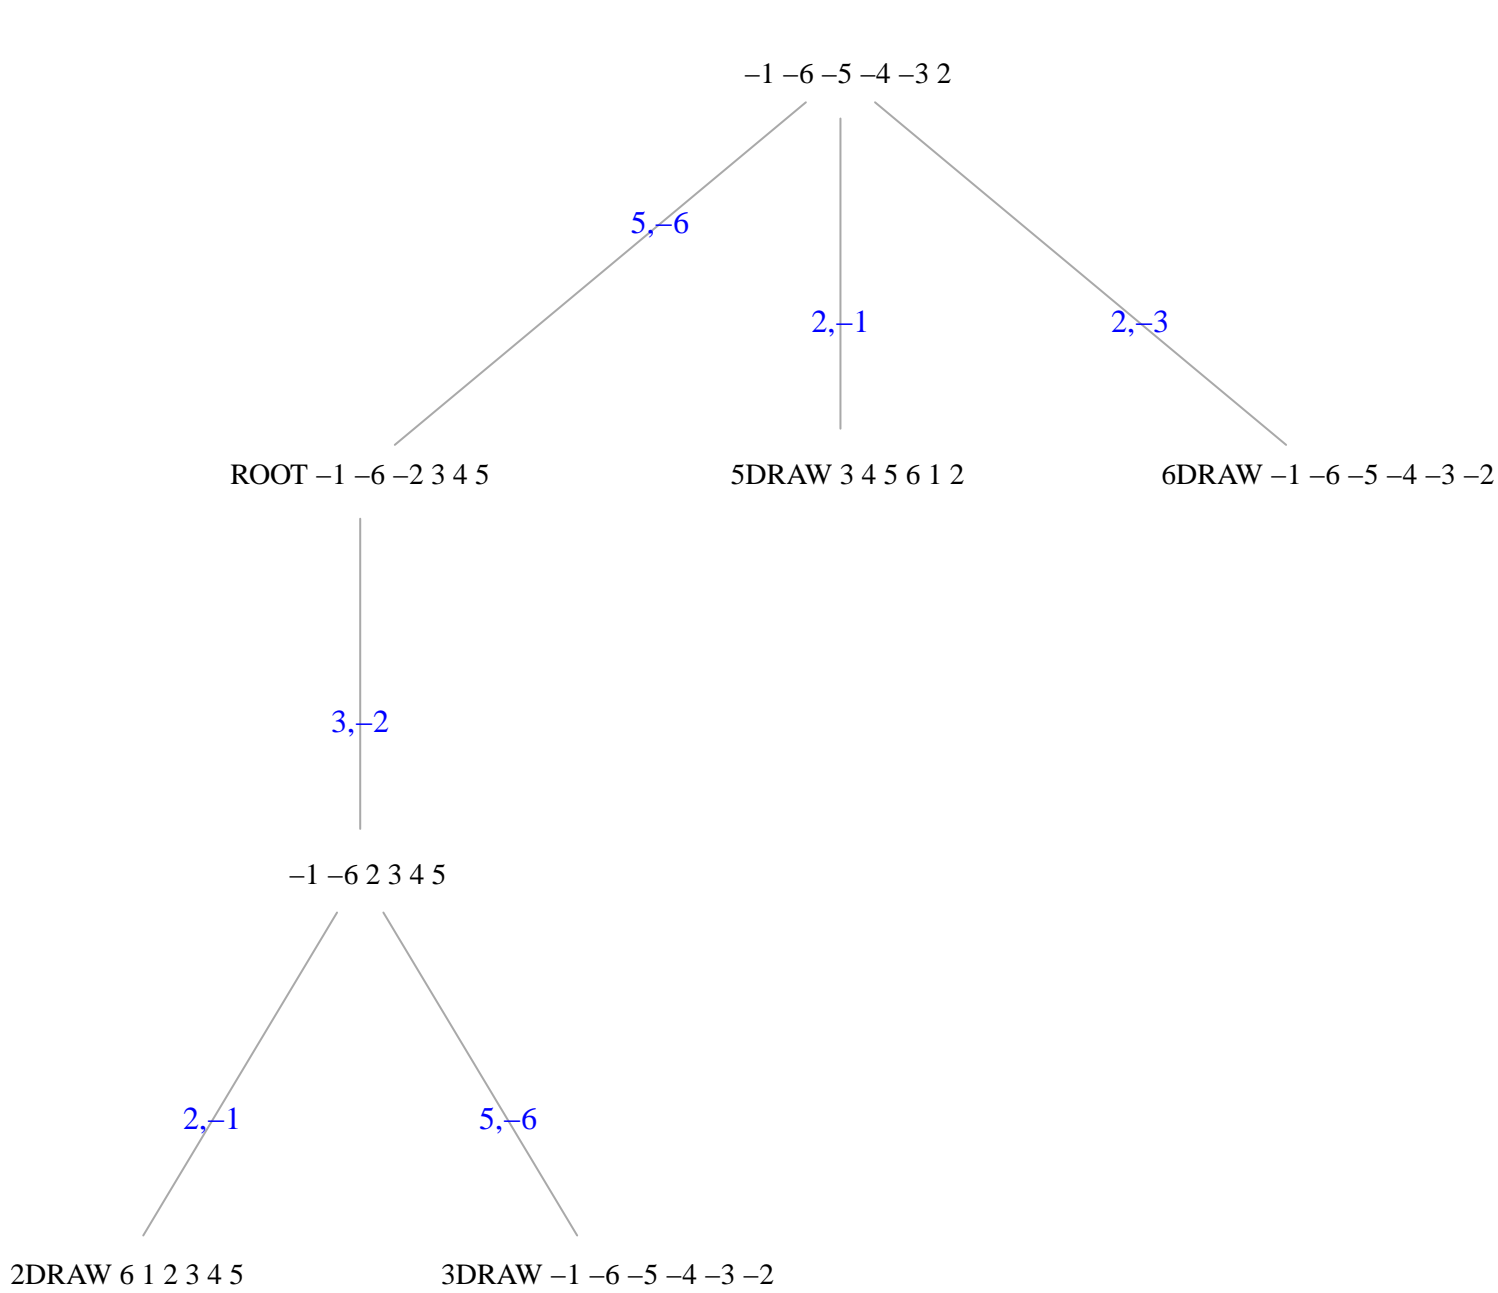 –1 –6 –5 –4 –3 2
5,–6
2,–1
2,–3
ROOT –1 –6 –2 3 4 5
5DRAW 3 4 5 6 1 2
6DRAW –1 –6 –5 –4 –3 –2
3,–2
–1 –6 2 3 4 5
2,–1
5,–6
2DRAW 6 1 2 3 4 5
3DRAW –1 –6 –5 –4 –3 –2